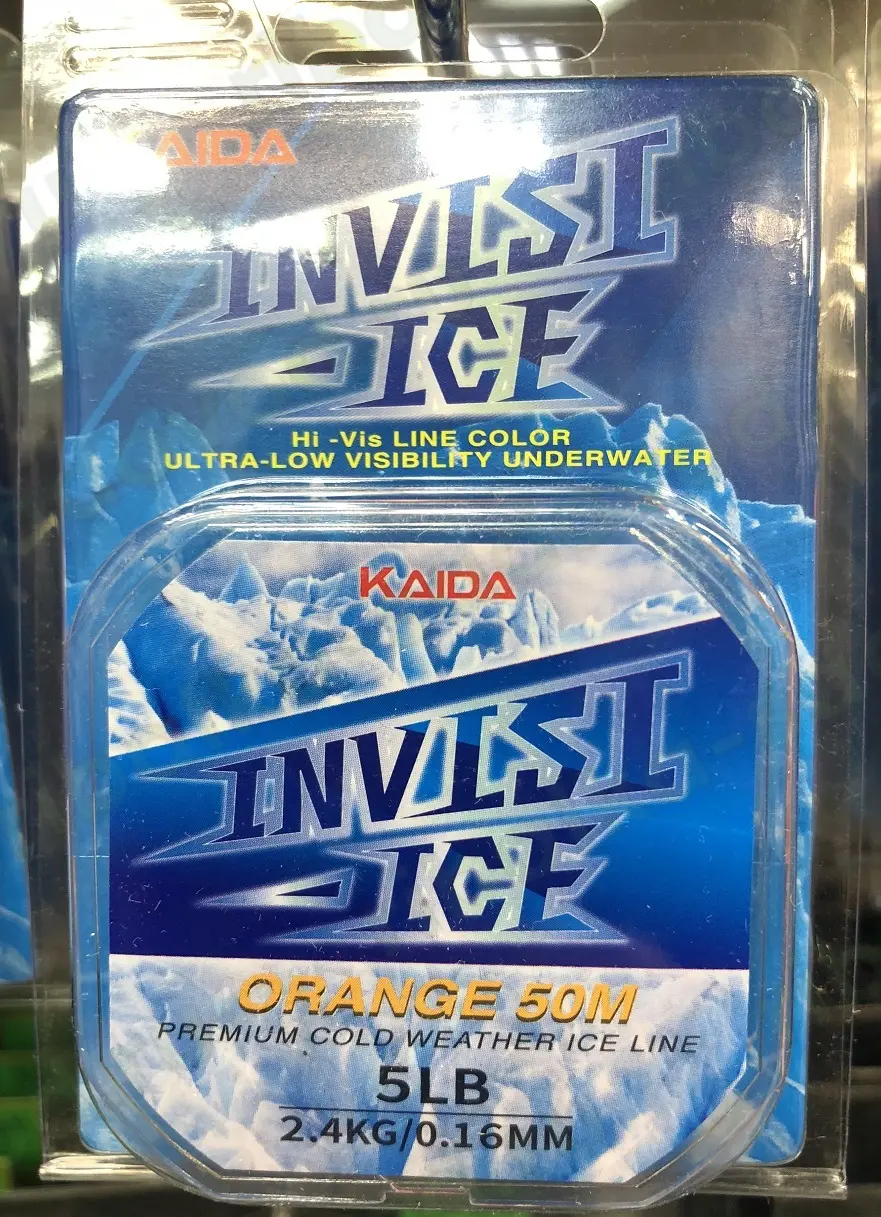 KAIDA
INVISI
ICE
Hi -Vis LINE COLOR
ULTRA-LOW VISIBILITY UNDERWATER
KAIDA
INVISI
ICE
ORANGE 50M
PREMIUM COLD WEATHER ICE LINE
5LB
2.4KG/0.16MM